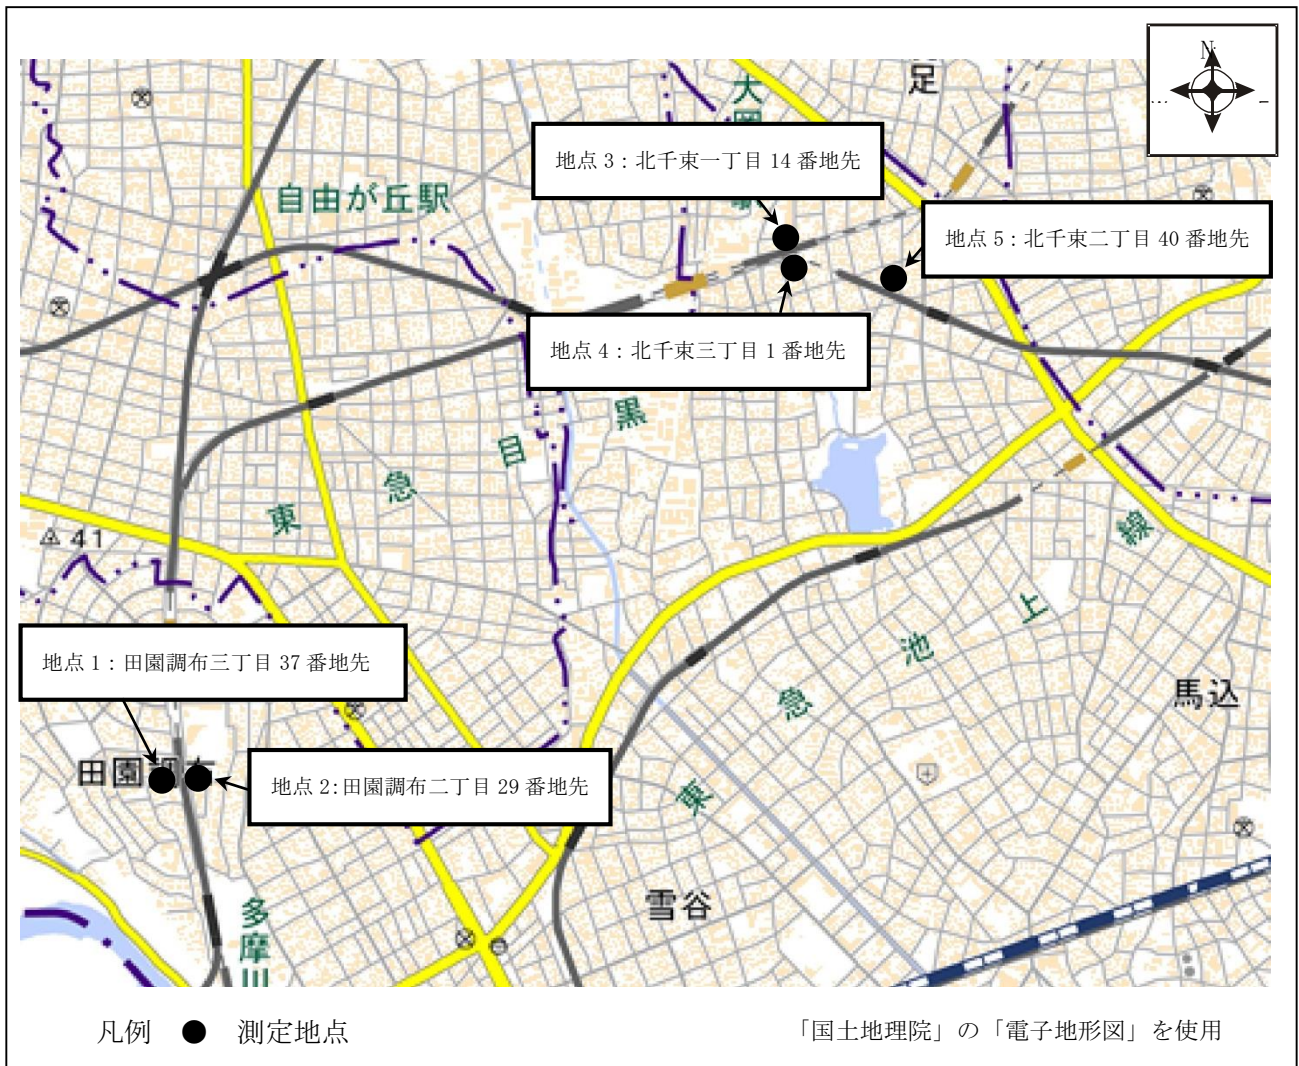 N
足
大岡
地点 3：北千束一丁目 14 番地先
自由が丘駅
地点 5：北千束二丁目 40 番地先
地点 4：北千束三丁目 1 番地先
東急目黒
41
線
東急池上
地点 1：田園調布三丁目 37 番地先
馬込
田園調布
地点 2：田園調布二丁目 29 番地先
雪谷
多摩川
凡例 ● 測定地点
「国土地理院」の「電子地形図」を使用